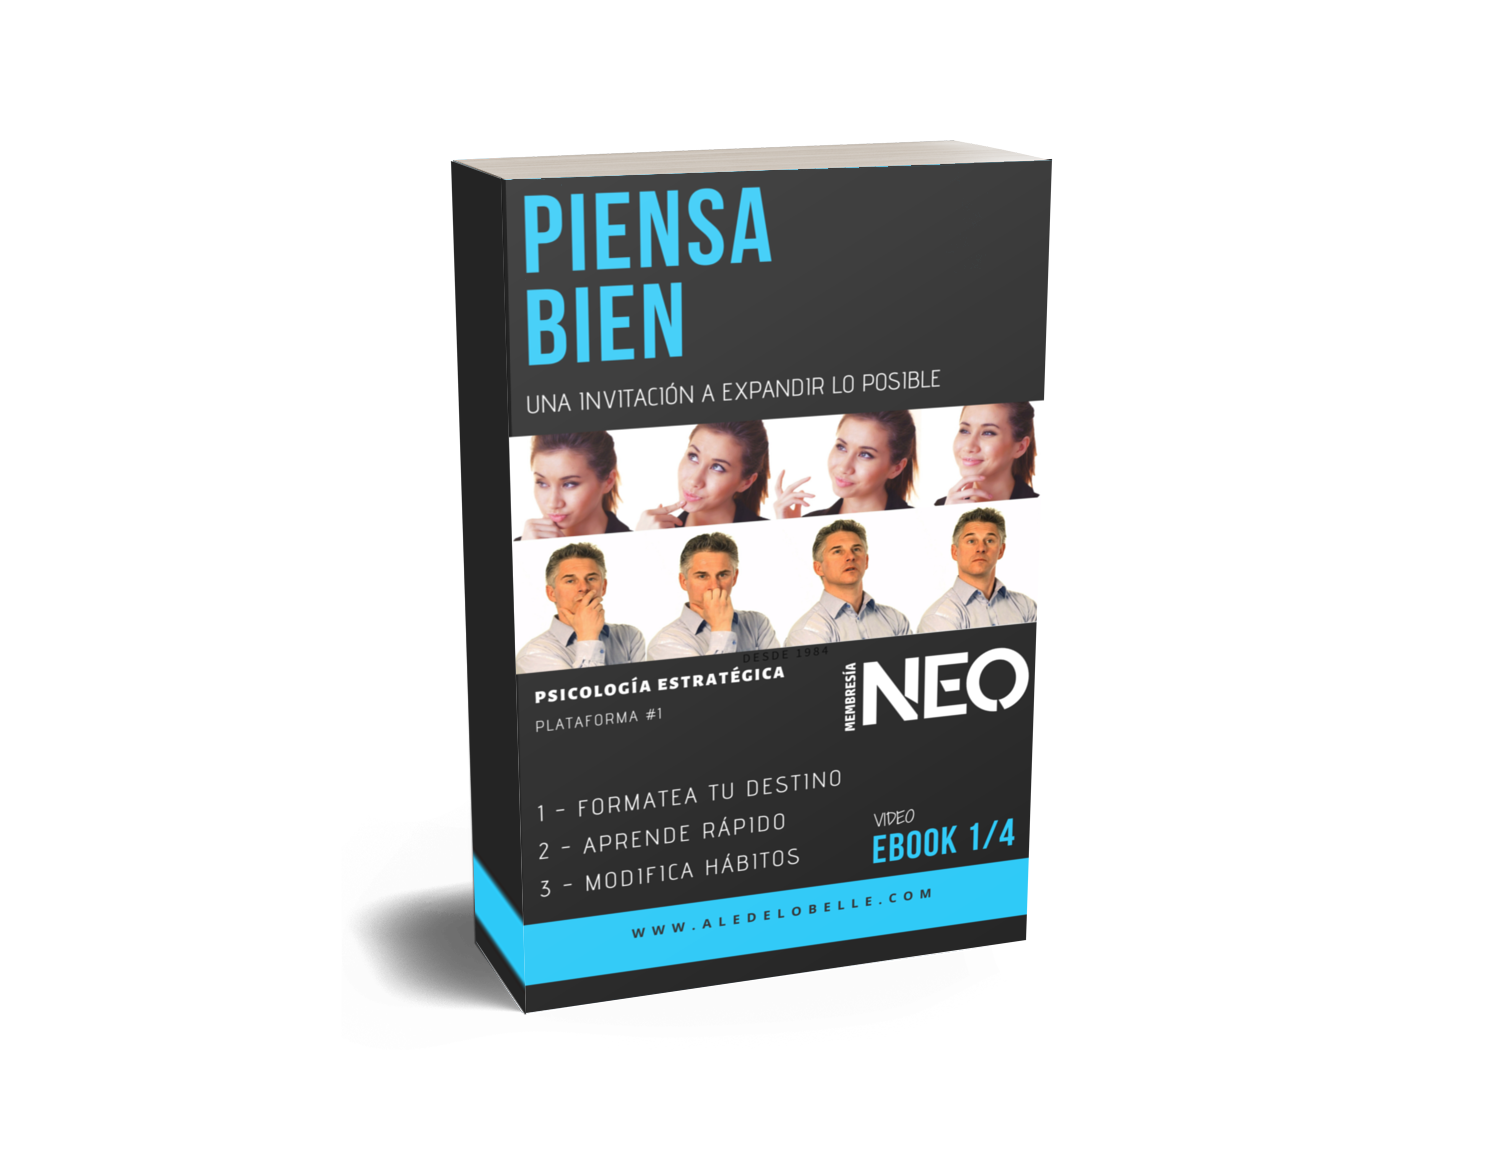 PIENSA
BIEN
UNA INVITACIÓN A EXPANDIR LO POSIBLE
DESDE 1984
PSICOLOGÍA ESTRATÉGICA
PLATAFORMA #1
MEMBRESÍA
NEO
1 - FORMATEA TU DESTINO
2 - APRENDE RÁPIDO
3 - MODIFICA HÁBITOS
VIDEO
EBOOK 1/4
WWW.ALEDELOBELLE.COM